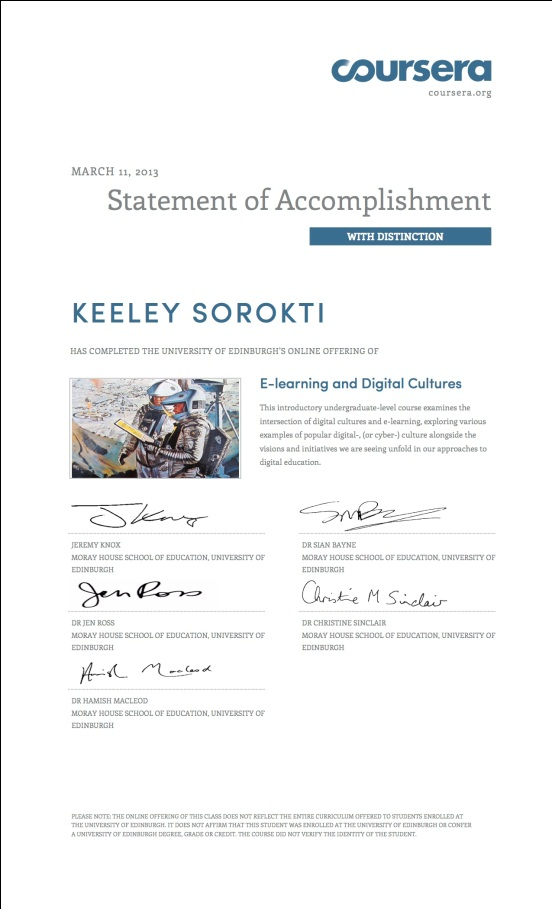 coursera
coursera.org
MARCH 11, 2013
Statement of Accomplishment
WITH DISTINCTION
KEELEY SOROKTI
HAS COMPLETED THE UNIVERSITY OF EDINBURGH'S ONLINE OFFERING OF
E-learning and Digital Cultures
This introductory undergraduate-level course examines the
intersection of digital cultures and e-learning, exploring various
examples of popular digital-, (or cyber-) culture alongside the
visions and initiatives we are seeing unfold in our approaches to
digital education.
J Knox
JEREMY KNOX
MORAY HOUSE SCHOOL OF EDUCATION, UNIVERSITY OF
EDINBURGH
DR SIAN BAYNE
MORAY HOUSE SCHOOL OF EDUCATION, UNIVERSITY OF
EDINBURGH
Jen Ross
DR JEN ROSS
MORAY HOUSE SCHOOL OF EDUCATION, UNIVERSITY OF
EDINBURGH
Christine M Sinclair
DR CHRISTINE SINCLAIR
MORAY HOUSE SCHOOL OF EDUCATION, UNIVERSITY OF
EDINBURGH
Hamish Macleod
DR HAMISH MACLEOD
MORAY HOUSE SCHOOL OF EDUCATION, UNIVERSITY OF
EDINBURGH
PLEASE NOTE: THE ONLINE OFFERING OF THIS CLASS DOES NOT REFLECT THE ENTIRE CURRICULUM OFFERED TO STUDENTS ENROLLED AT
THE UNIVERSITY OF EDINBURGH. IT DOES NOT AFFIRM THAT THIS STUDENT WAS ENROLLED AT THE UNIVERSITY OF EDINBURGH OR CONFER
A UNIVERSITY OF EDINBURGH DEGREE, GRADE OR CREDIT. THE COURSE DID NOT VERIFY THE IDENTITY OF THE STUDENT.